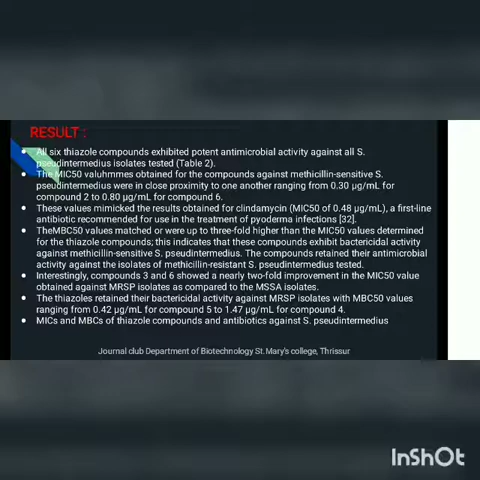 RESULT :
All six thiazole compounds exhibited potent antimicrobial activity against all S.
pseudintermedius isolates tested (Table 2).
The MIC50 valuhmmes obtained for the compounds against methicillin-sensitive S.
pseudintermedius were in close proximity to one another ranging from 0.30 μg/mL for
compound 2 to 0.80 μg/mL for compound 6.
These values mimicked the results obtained for clindamycin (MIC50 of 0.48 μg/mL), a first-line
antibiotic recommended for use in the treatment of pyoderma infections [32].
TheMBC50 values matched or were up to three-fold higher than the MIC50 values determined
for the thiazole compounds; this indicates that these compounds exhibit bactericidal activity
against methicillin-sensitive S. pseudintermedius. The compounds retained their antimicrobial
activity against the isolates of methicillin-resistant S. pseudintermedius tested.
Interestingly, compounds 3 and 6 showed a nearly two-fold improvement in the MIC50 value
obtained against MRSP isolates as compared to the MSSA isolates.
The thiazoles retained their bactericidal activity against MRSP isolates with MBC50 values
ranging from 0.42 μg/mL for compound 5 to 1.47 μg/mL for compound 4.
MICs and MBCs of thiazole compounds and antibiotics against S. pseudintermedius
Journal club Department of Biotechnology St.Mary's college, Thrissur
InShOt